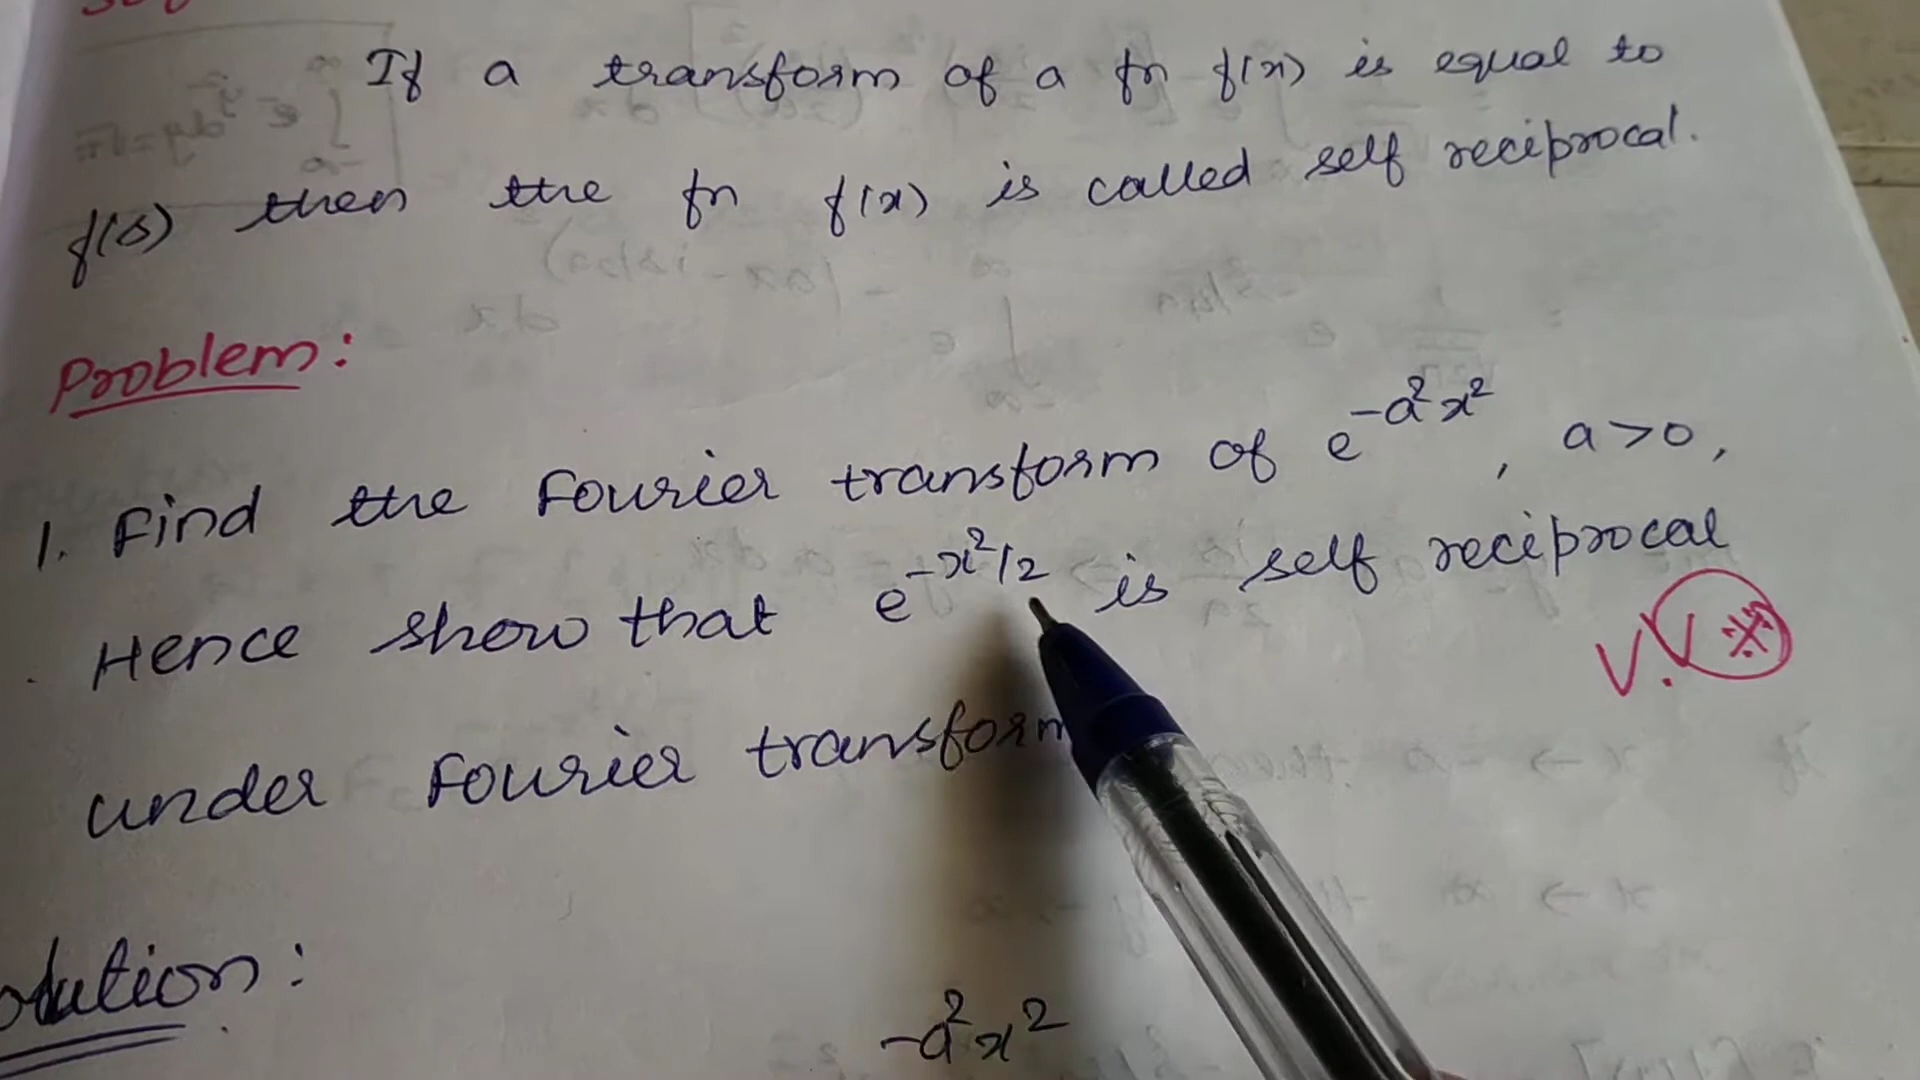 If a transform of a fn f(x) is equal to
f(s) then the fn f(x) is called self reciprocal.
Problem:
1. Find the Fourier transform of e^{-a²x²}, a>0,
Hence show that e^{-x²/2} is self reciprocal
V.V
under Fourier transform
olution:
-a²x²